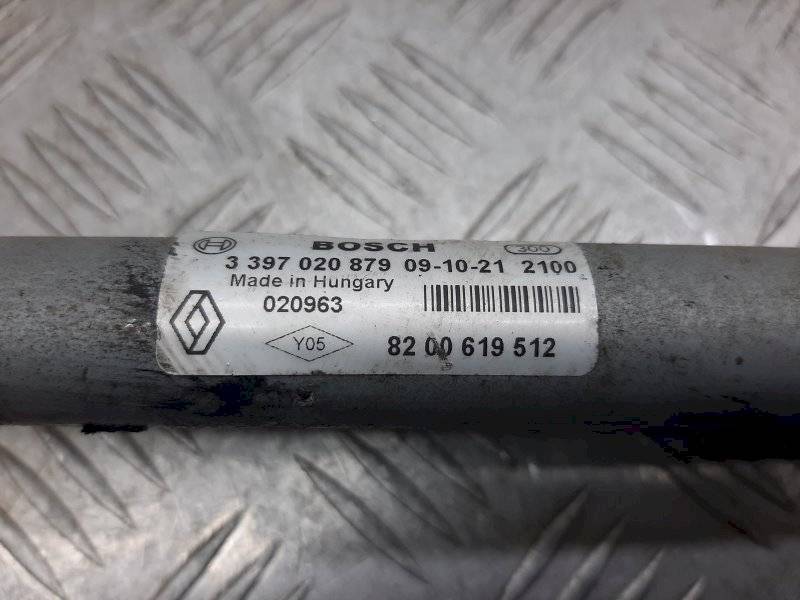 BOSCH 300
3 397 020 879 09-10-21 2100
Made in Hungary
020963
Y05 82 00 619 512